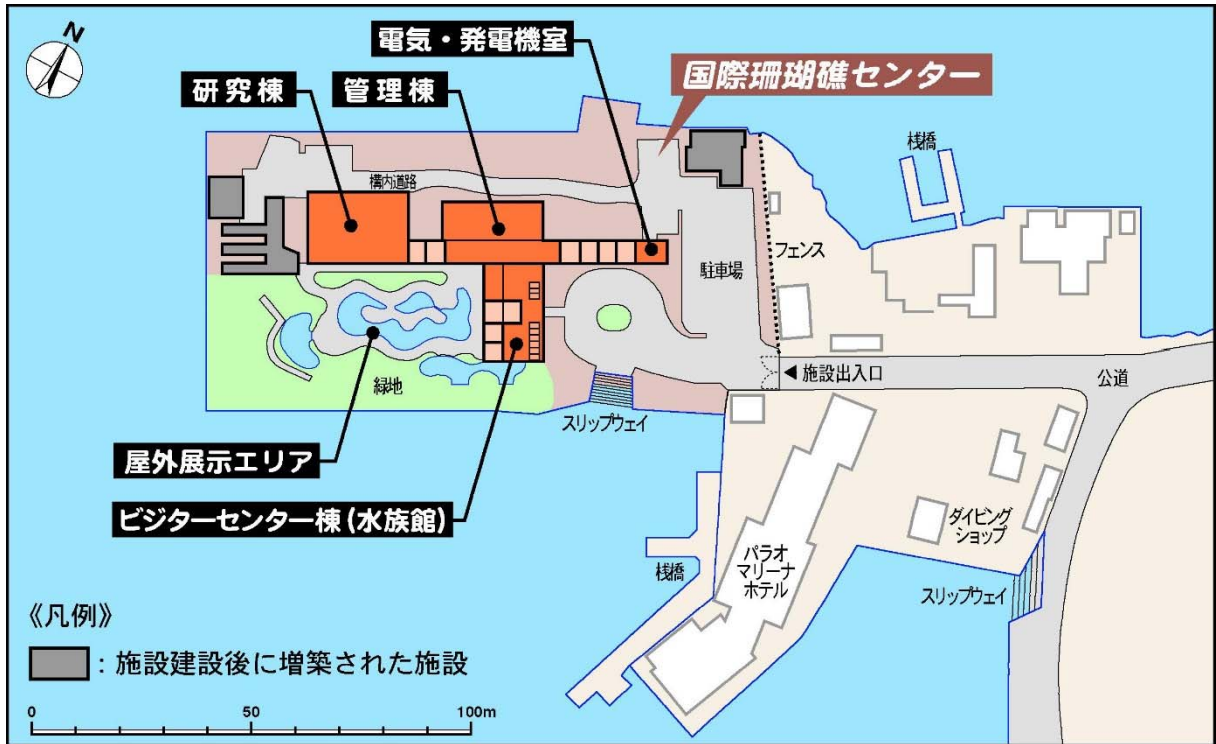 N
電気・発電機室
国際珊瑚礁センター
研究棟
管理棟
桟橋
構内道路
フェンス
駐車場
緑地
◀施設出入口
公道
スリップウェイ
屋外展示エリア
ビジターセンター棟(水族館)
ダイビング
ショップ
パラオ
マリーナ
ホテル
桟橋
スリップウェイ
《凡例》
:施設建設後に増築された施設
0 50 100m